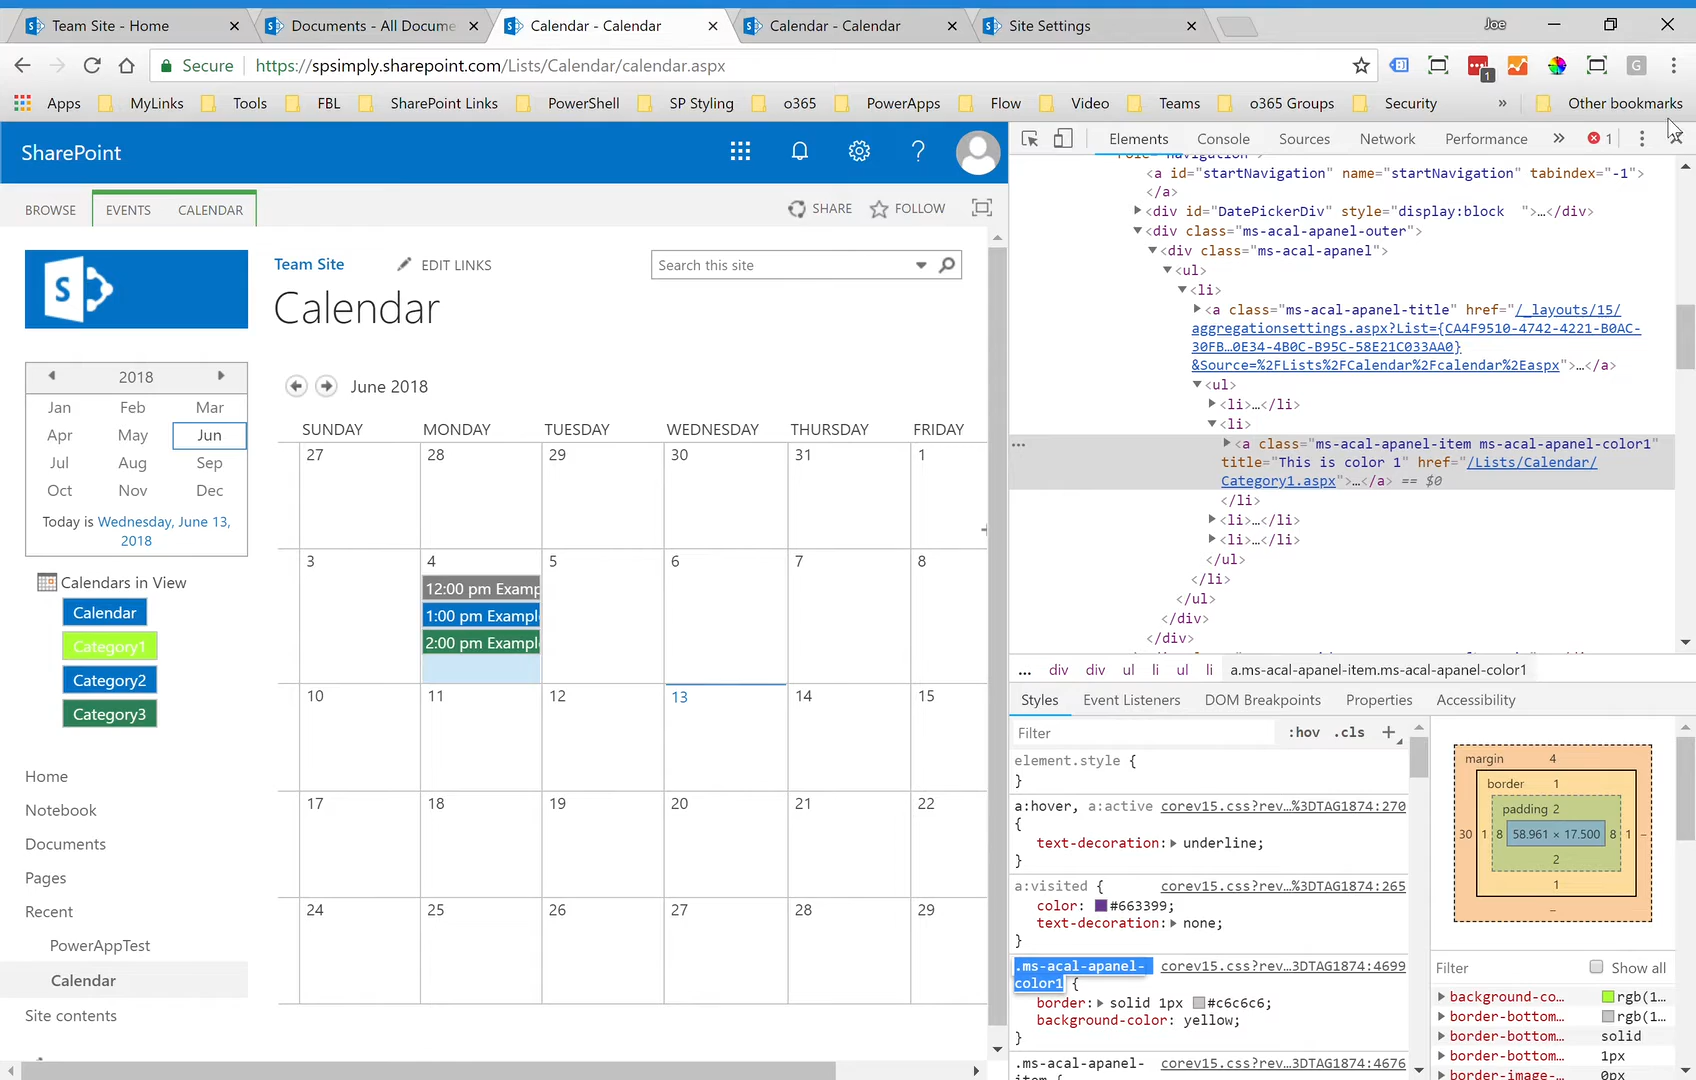 Team Site - Home
Documents - All Docume
Calendar - Calendar
Calendar - Calendar
Site Settings
Joe
Secure
https://spsimply.sharepoint.com/Lists/Calendar/calendar.aspx
1
G
Apps
MyLinks
Tools
FBL
SharePoint Links
PowerShell
SP Styling
o365
PowerApps
Flow
Video
Teams
o365 Groups
Security
»
Other bookmarks
SharePoint
?
BROWSE
EVENTS
CALENDAR
SHARE
FOLLOW
S
Team Site
EDIT LINKS
Search this site
Calendar
2018
Jan Feb Mar
Apr May Jun
Jul Aug Sep
Oct Nov Dec
Today is Wednesday, June 13,
2018
Calendars in View
Calendar
Category1
Category2
Category3
Home
Notebook
Documents
Pages
Recent
PowerAppTest
Calendar
Site contents
June 2018
SUNDAY MONDAY TUESDAY WEDNESDAY THURSDAY FRIDAY
27 28 29 30 31 1
3 4 5 6 7 8
12:00 pm Examp
1:00 pm Exampl
2:00 pm Exampl
10 11 12 13 14 15
17 18 19 20 21 22
24 25 26 27 28 29
Elements Console Sources Network Performance » 1
role="navigation">
<a id="startNavigation" name="startNavigation" tabindex="-1">
</a>
<div id="DatePickerDiv" style="display:block  ">…</div>
<div class="ms-acal-apanel-outer">
<div class="ms-acal-apanel">
<ul>
<li>
<a class="ms-acal-apanel-title" href="/_layouts/15/
aggregationsettings.aspx?List={CA4F9510-4742-4221-B0AC-
30FB…0E34-4B0C-B95C-58E21C033AA0}
&Source=%2FLists%2FCalendar%2Fcalendar%2Easpx">…</a>
<ul>
<li>…</li>
<li>
<a class="ms-acal-apanel-item ms-acal-apanel-color1"
title="This is color 1" href="/Lists/Calendar/
Category1.aspx">…</a> == $0
</li>
<li>…</li>
<li>…</li>
</ul>
</li>
</ul>
</div>
</div>
... div div ul li ul li a.ms-acal-apanel-item.ms-acal-apanel-color1
Styles Event Listeners DOM Breakpoints Properties Accessibility
Filter :hov .cls +
element.style {
}
a:hover, a:active corev15.css?rev…%3DTAG1874:270
{
text-decoration: underline;
}
a:visited { corev15.css?rev…%3DTAG1874:265
color: #663399;
text-decoration: none;
}
.ms-acal-apanel- corev15.css?rev…3DTAG1874:4699
color1 {
border: solid 1px #c6c6c6;
background-color: yellow;
}
.ms-acal-apanel- corev15.css?rev…3DTAG1874:4676
item {
margin 4
border 1
padding 2
30 1 8 58.961 × 17.500 8 1 –
2
1
–
Filter Show all
background-co… rgb(1…
border-bottom… rgb(1…
border-bottom… solid
border-bottom… 1px
border-image-… 0px